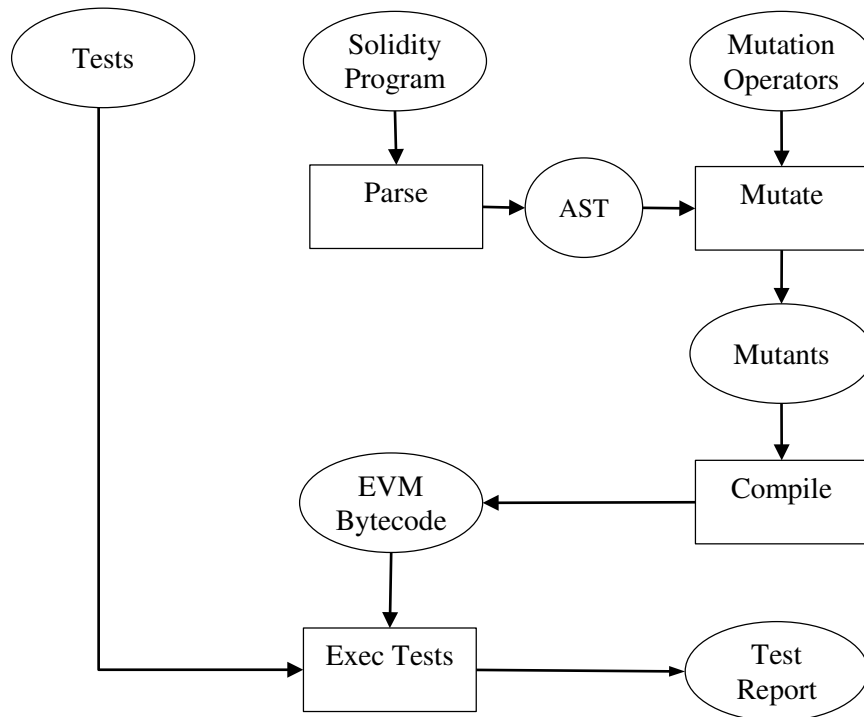 Tests
Solidity
Program
Mutation
Operators
Parse
AST
Mutate
Mutants
EVM
Bytecode
Compile
Exec Tests
Test
Report